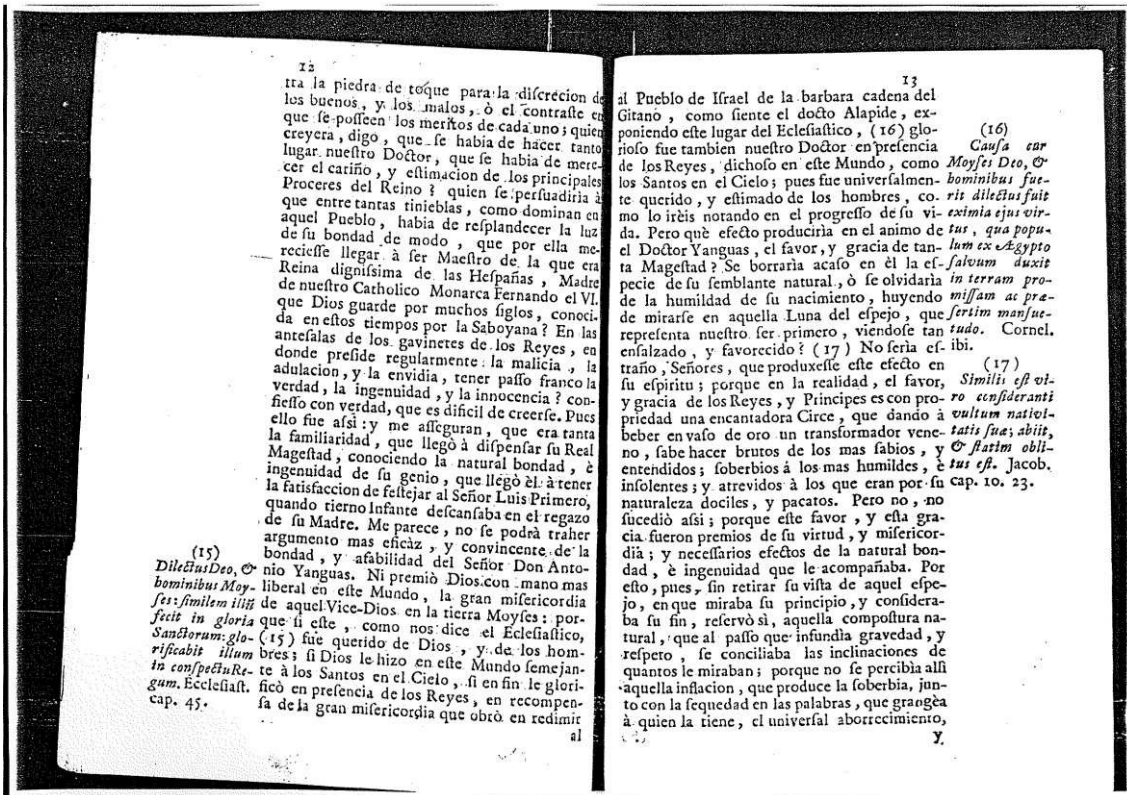 12
tra la piedra de toque para la diſcrecion de
los buenos, y los malos, ò el contraſte en
que ſe poſſeen los meritos de cada uno; quien
creyera, digo, que ſe habia de hacer tanto
lugar nueſtro Doctor, que ſe habia de mere-
cer el cariño, y eſtimacion de los principales
Proceres del Reino? quien ſe perſuadiria à
que entre tantas tinieblas, como dominan en
aquel Pueblo, habia de reſplandecer la luz
de ſu bondad de modo, que por ella me-
recieſſe llegar à ſer Maeſtro de la que era
Reina digniſsima de las Heſpañas, Madre
de nueſtro Catholico Monarca Fernando el VI.
que Dios guarde por muchos ſiglos, conoci-
da en eſtos tiempos por la Saboyana? En las
anteſalas de los gavinetes de los Reyes, en
donde preſide regularmente la malicia, la
adulacion, y la envidia, tener paſſo franco la
verdad, la ingenuidad, y la innocencia? con-
fieſſo con verdad, que es dificil de creerſe. Pues
ello fue aſsi: y me aſſeguran, que era tanta
la familiaridad, que llegò à diſpenſar ſu Real
Mageſtad, conociendo la natural bondad, è
ingenuidad de ſu genio, que llegò èl à tener
la ſatisfaccion de feſtejar al Señor Luis Primero,
quando tierno Infante deſcanſaba en el regazo
de ſu Madre. Me parece, no ſe podrà traher
argumento mas eficàz, y convincente de la
bondad, y afabilidad del Señor Don Anto-
nio Yanguas. Ni premiò Dios con mano mas
liberal en eſte Mundo, la gran miſericordia
de aquel Vice-Dios en la tierra Moyſes: por-
que ſi eſte, como nos dice el Ecleſiaſtico,
(15) fue querido de Dios, y de los hom-
bres; ſi Dios le hizo en eſte Mundo ſemejan-
te à los Santos en el Cielo, ſi en fin le glori-
ficò en preſencia de los Reyes, en recompen-
ſa de la gran miſericordia que obrò en redimir
al
(15)
Dilectus Deo, &
hominibus Moy-
ſes: ſimilem illũ
fecit in gloria
Sanctorum: glo-
rificabit illum
in conſpectu Re-
gum. Eccleſiaſt.
cap. 45.
13
al Pueblo de Iſrael de la barbara cadena del
Gitano, como ſiente el docto Alapide, ex-
poniendo eſte lugar del Ecleſiaſtico, (16) glo-
rioſo fue tambien nueſtro Doctor en preſencia
de los Reyes, dichoſo en eſte Mundo, como
los Santos en el Cielo; pues fue univerſalmen-
te querido, y eſtimado de los hombres, co-
mo lo irèis notando en el progreſſo de ſu vi-
da. Pero què efecto produciria en el animo de
el Doctor Yanguas, el favor, y gracia de tan-
ta Mageſtad? Se borraria acaſo en èl la eſ-
pecie de ſu ſemblante natural, ò ſe olvidaria
de la humildad de ſu nacimiento, huyendo
de mirarſe en aquella Luna del eſpejo, que
repreſenta nueſtro ſer primero, viendoſe tan
enſalzado, y favorecido? (17) No ſeria eſ-
traño, Señores, que produxeſſe eſte efecto en
ſu eſpiritu; porque en la realidad, el favor,
y gracia de los Reyes, y Principes es con pro-
priedad una encantadora Circe, que dando à
beber en vaſo de oro un transformador vene-
no, ſabe hacer brutos de los mas ſabios, y
entendidos; ſoberbios á los mas humildes, è
inſolentes; y atrevidos à los que eran por ſu
naturaleza dociles, y pacatos. Pero no, no
ſucediò aſsi; porque eſte favor, y eſta gra-
cia fueron premios de ſu virtud, y miſericor-
dia; y neceſſarios efectos de la natural bon-
dad, è ingenuidad que le acompañaba. Por
eſto, pues, ſin retirar ſu viſta de aquel eſpe-
jo, en que miraba ſu principio, y conſidera-
ba ſu fin, reſervò sì, aquella compoſtura na-
tural, que al paſſo que infundia gravedad, y
reſpeto, ſe conciliaba las inclinaciones de
quantos le miraban; porque no ſe percibia alli
aquella inflacion, que produce la ſoberbia, jun-
to con la ſequedad en las palabras, que grangèa
à quien la tiene, el univerſal aborrecimiento,
y
(16)
Cauſa cur
Moyſes Deo, &
hominibus fue-
rit dilectus fuit
eximia ejus vir-
tus, qua popu-
lum ex Ægypto
ſalvum duxit
in terram pro-
miſſam ac præ-
ſertim manſue-
tudo. Cornel.
ibi.
(17)
Similis eſt vi-
ro conſideranti
vultum nativi-
tatis ſuæ; abiit,
& ſtatim obli-
tus eſt. Jacob.
cap. 10. 23.